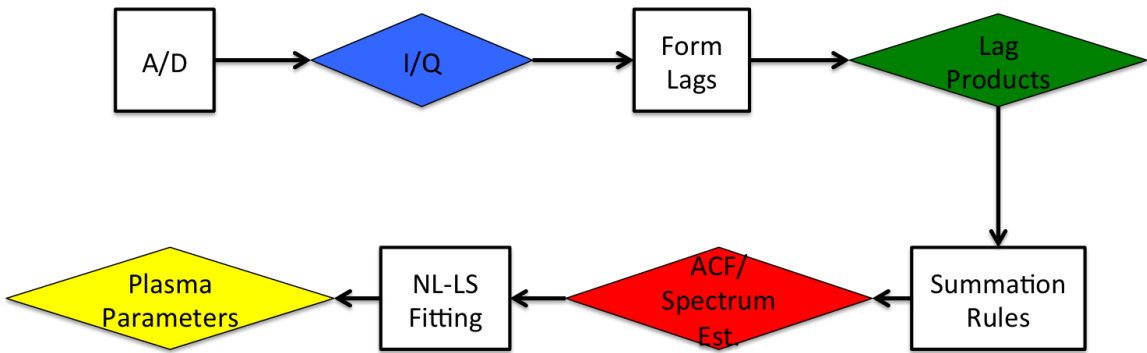 A/D
I/Q
Form
Lags
Lag
Products
Plasma
Parameters
NL-LS
Fitting
ACF/
Spectrum
Est.
Summation
Rules